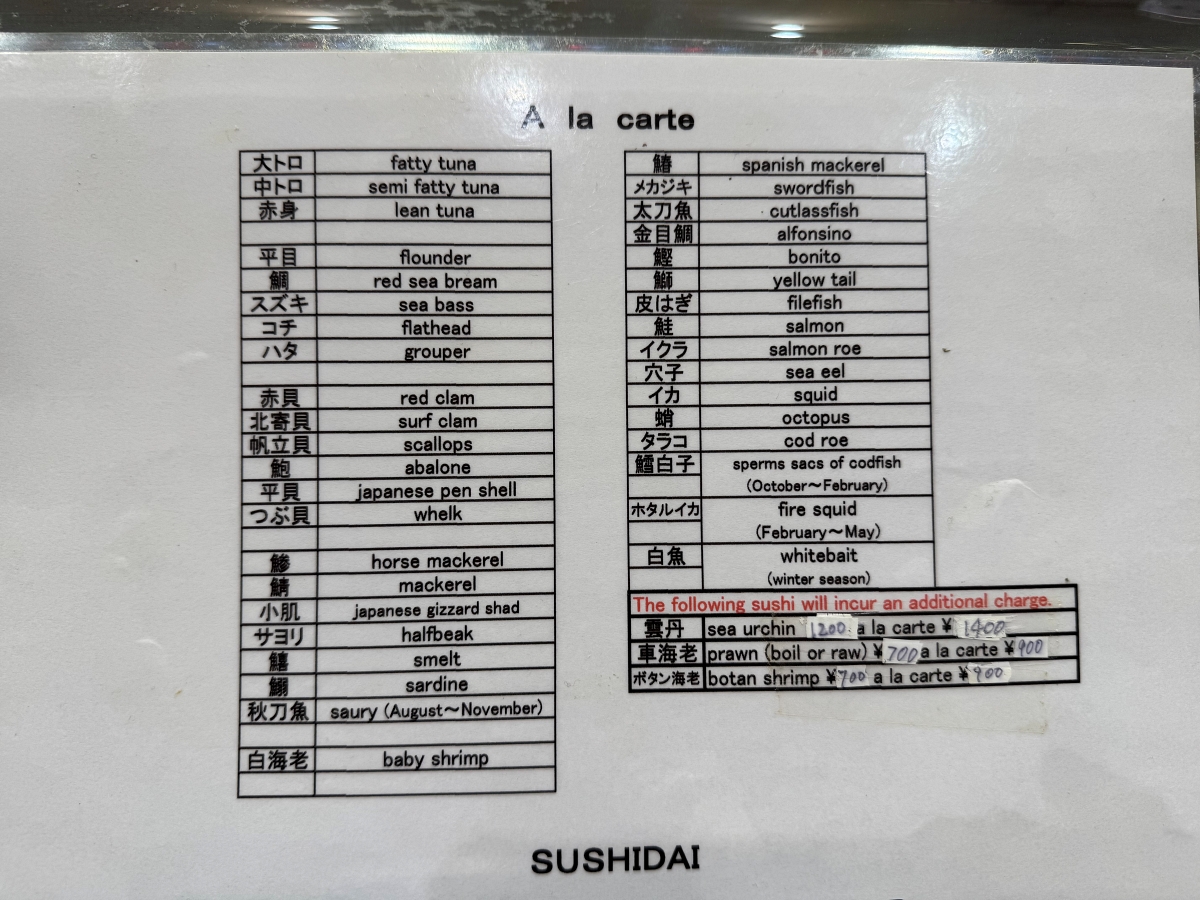 A la carte
大トロ fatty tuna
中トロ semi fatty tuna
赤身 lean tuna
平目 flounder
鯛 red sea bream
スズキ sea bass
コチ flathead
ハタ grouper
赤貝 red clam
北寄貝 surf clam
帆立貝 scallops
鮑 abalone
平貝 japanese pen shell
つぶ貝 whelk
鯵 horse mackerel
鯖 mackerel
小肌 japanese gizzard shad
サヨリ halfbeak
鱚 smelt
鰯 sardine
秋刀魚 saury (August～November)
白海老 baby shrimp
鰆 spanish mackerel
メカジキ swordfish
太刀魚 cutlassfish
金目鯛 alfonsino
鰹 bonito
鰤 yellow tail
皮はぎ filefish
鮭 salmon
イクラ salmon roe
穴子 sea eel
イカ squid
蛸 octopus
タラコ cod roe
鱈白子 sperms sacs of codfish
(October～February)
ホタルイカ fire squid
(February～May)
白魚 whitebait
(winter season)
The following sushi will incur an additional charge.
雲丹 sea urchin 1200 a la carte ¥ 1400
車海老 prawn (boil or raw) ¥700 a la carte ¥900
ボタン海老 botan shrimp ¥700 a la carte ¥900
SUSHIDAI